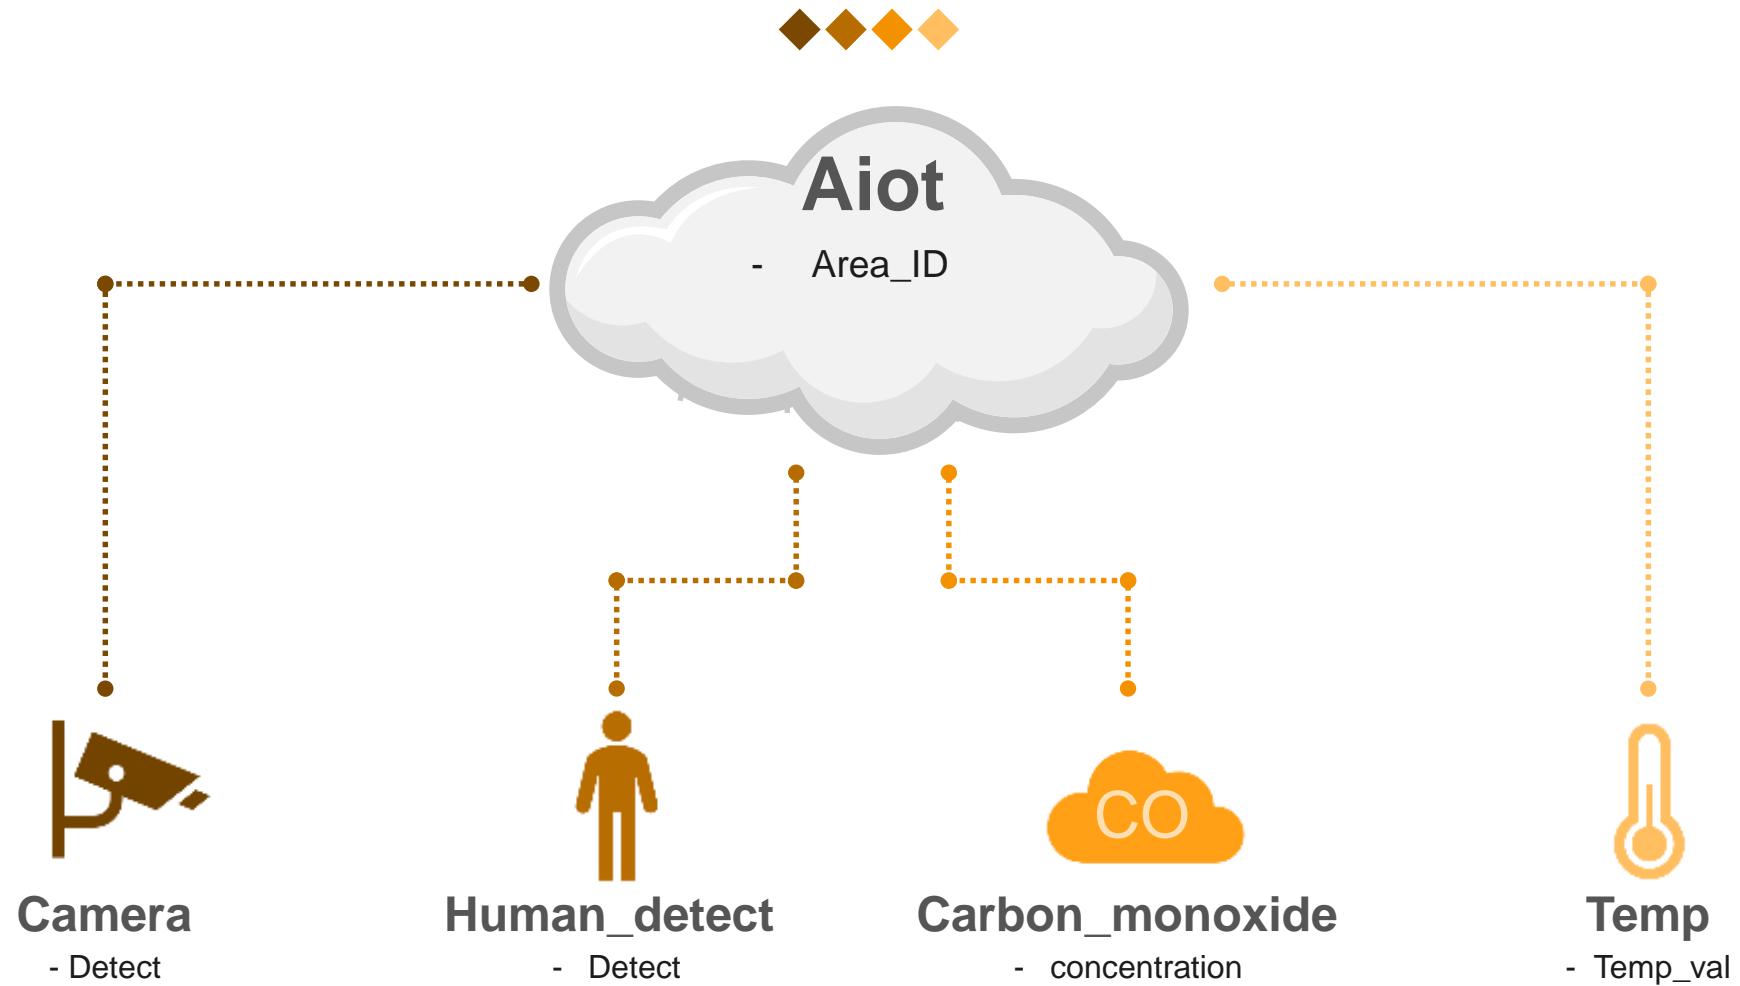 Aiot
- Area_ID
CO
Camera
- Detect
Human_detect
- Detect
Carbon_monoxide
- concentration
Temp
- Temp_val